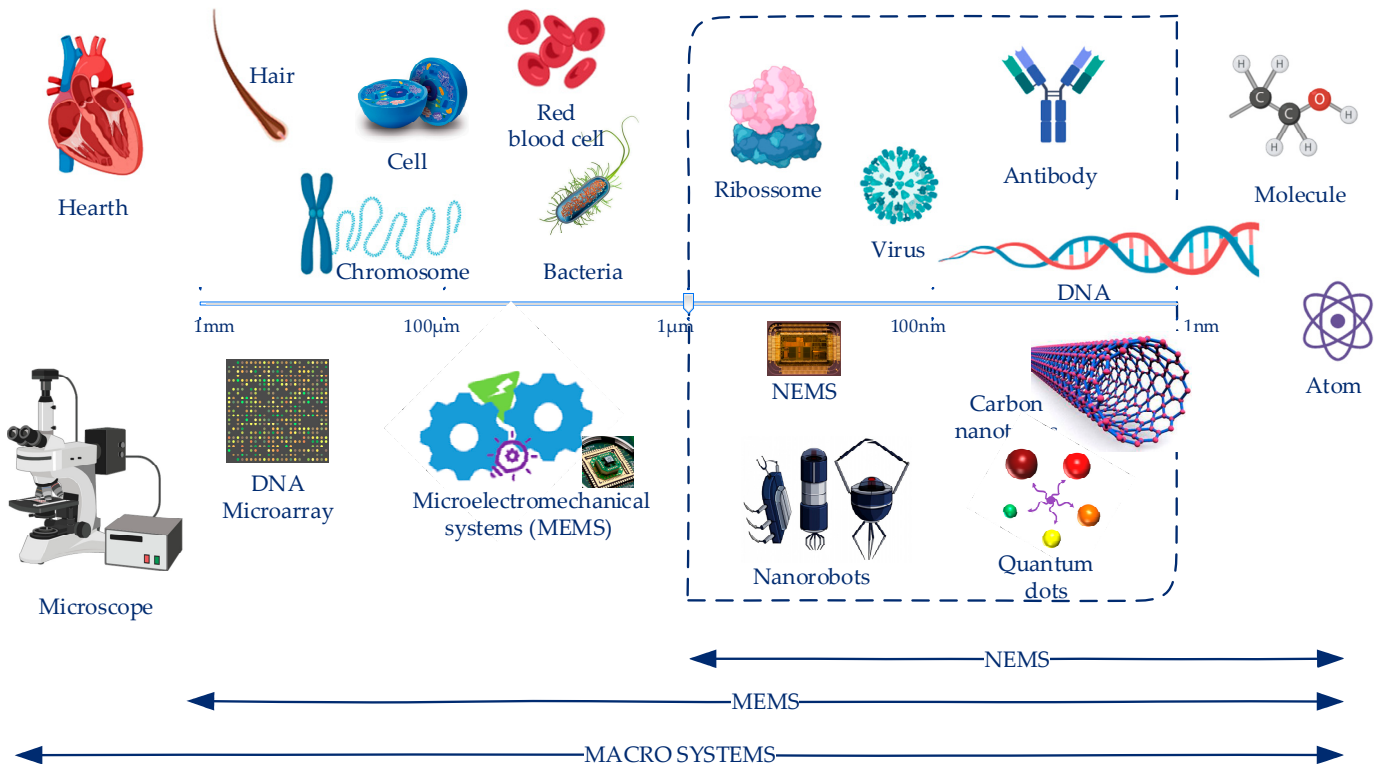 Hearth
Hair
Cell
Red
blood cell
Chromosome
Bacteria
Ribossome
Virus
Antibody
DNA
Molecule
H
H
C
C
O
H
H
H
1mm
100μm
1μm
100nm
1nm
Atom
Microscope
DNA
Microarray
Microelectromechanical
systems (MEMS)
NEMS
Nanorobots
Carbon
Quantum
dots
NEMS
MEMS
MACRO SYSTEMS